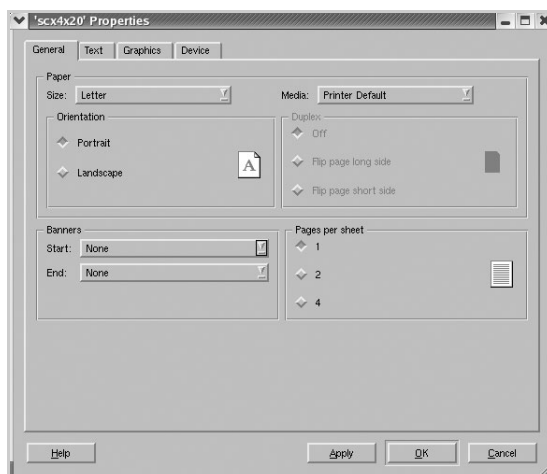 'scx4x20' Properties
General Text Graphics Device
Paper
Size: Letter Media: Printer Default
Orientation
Portrait
Landscape
A
Duplex
Off
Flip page long side
Flip page short side
Banners
Start: None
End: None
Pages per sheet
1
2
4
Help Apply OK Cancel